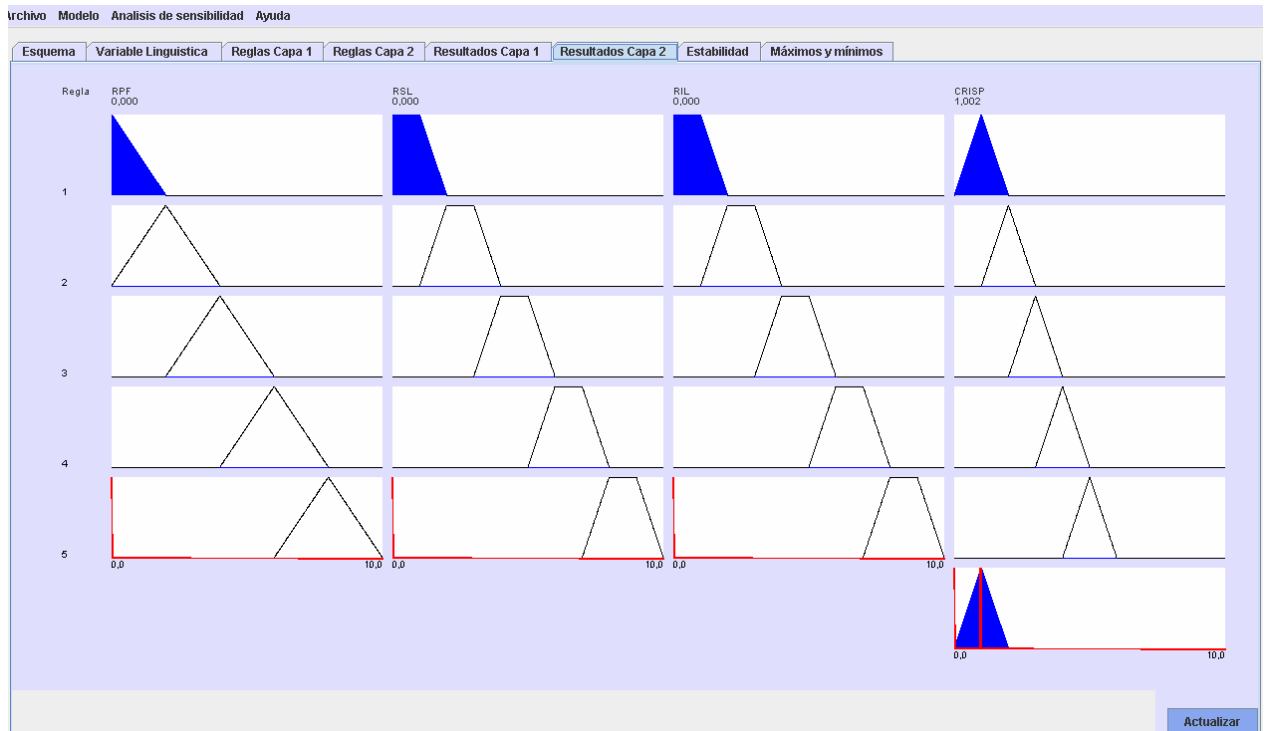 Archivo Modelo Analisis de sensibilidad Ayuda
Esquema Variable Linguistica Reglas Capa 1 Reglas Capa 2 Resultados Capa 1 Resultados Capa 2 Estabilidad Máximos y mínimos
Regla RPF RSL RIL CRISP
0,000 0,000 0,000 1,002
1
2
3
4
5
0,0 10,0 0,0 10,0 0,0 10,0
0,0 10,0
Actualizar